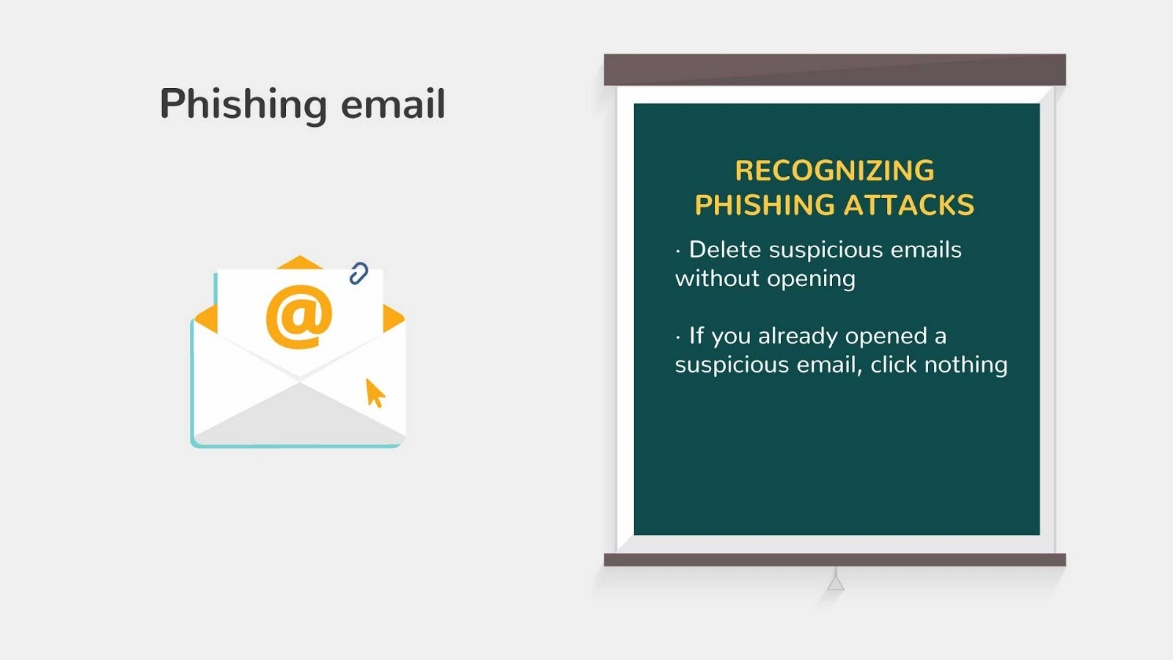 Phishing email
@
RECOGNIZING
PHISHING ATTACKS
· Delete suspicious emails
without opening
· If you already opened a
suspicious email, click nothing